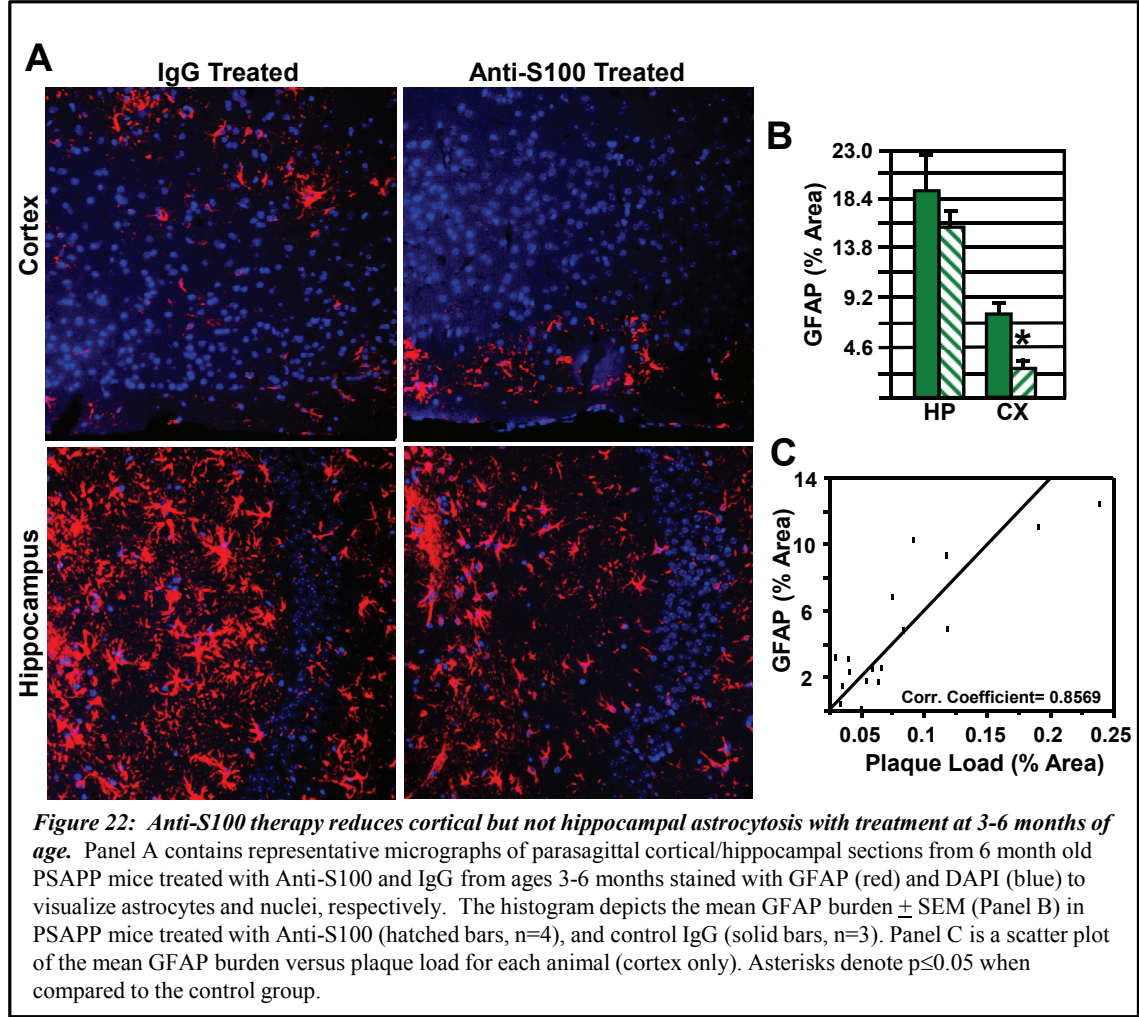 A
IgG Treated
Anti-S100 Treated
Cortex
Hippocampus
B
GFAP (% Area)
23.0
18.4
13.8
9.2
4.6
*
HP
CX
C
GFAP (% Area)
14
10
6
2
Corr. Coefficient= 0.8569
0.05
0.1
0.15
0.2
0.25
Plaque Load (% Area)
Figure 22: Anti-S100 therapy reduces cortical but not hippocampal astrocytosis with treatment at 3-6 months of
age. Panel A contains representative micrographs of parasagittal cortical/hippocampal sections from 6 month old
PSAPP mice treated with Anti-S100 and IgG from ages 3-6 months stained with GFAP (red) and DAPI (blue) to
visualize astrocytes and nuclei, respectively. The histogram depicts the mean GFAP burden ± SEM (Panel B) in
PSAPP mice treated with Anti-S100 (hatched bars, n=4), and control IgG (solid bars, n=3). Panel C is a scatter plot
of the mean GFAP burden versus plaque load for each animal (cortex only). Asterisks denote p≤0.05 when
compared to the control group.